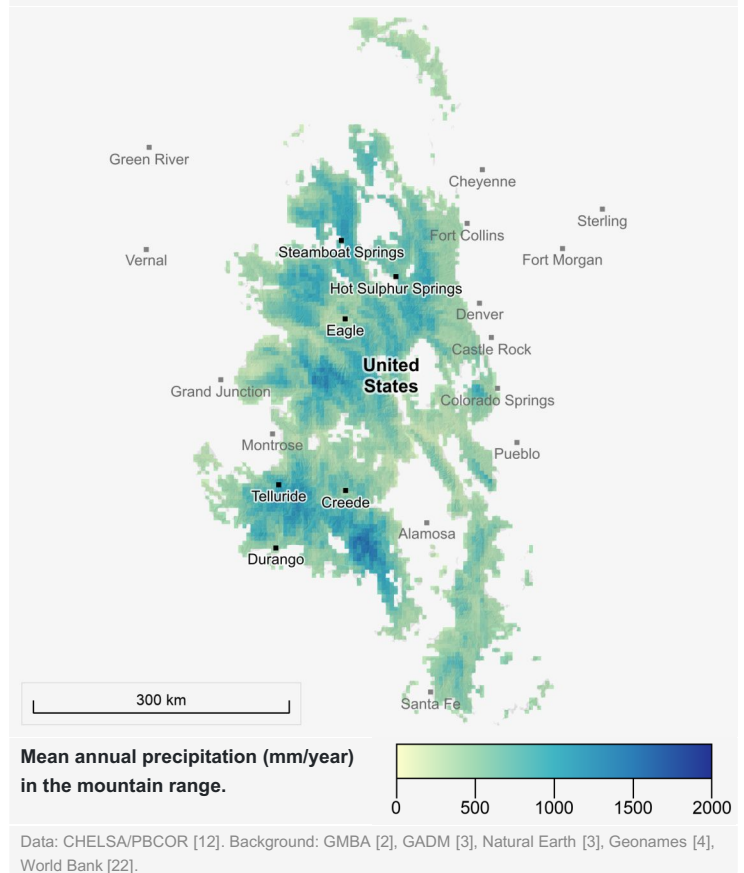 Green River
Cheyenne
Sterling
Fort Collins
Steamboat Springs
Vernal
Fort Morgan
Hot Sulphur Springs
Denver
Eagle
Castle Rock
United
States
Grand Junction
Colorado Springs
Montrose
Pueblo
Telluride
Creede
Alamosa
Durango
300 km
Santa Fe
Mean annual precipitation (mm/year)
in the mountain range.
0 500 1000 1500 2000
Data: CHELSA/PBCOR [12]. Background: GMBA [2], GADM [3], Natural Earth [3], Geonames [4],
World Bank [22].